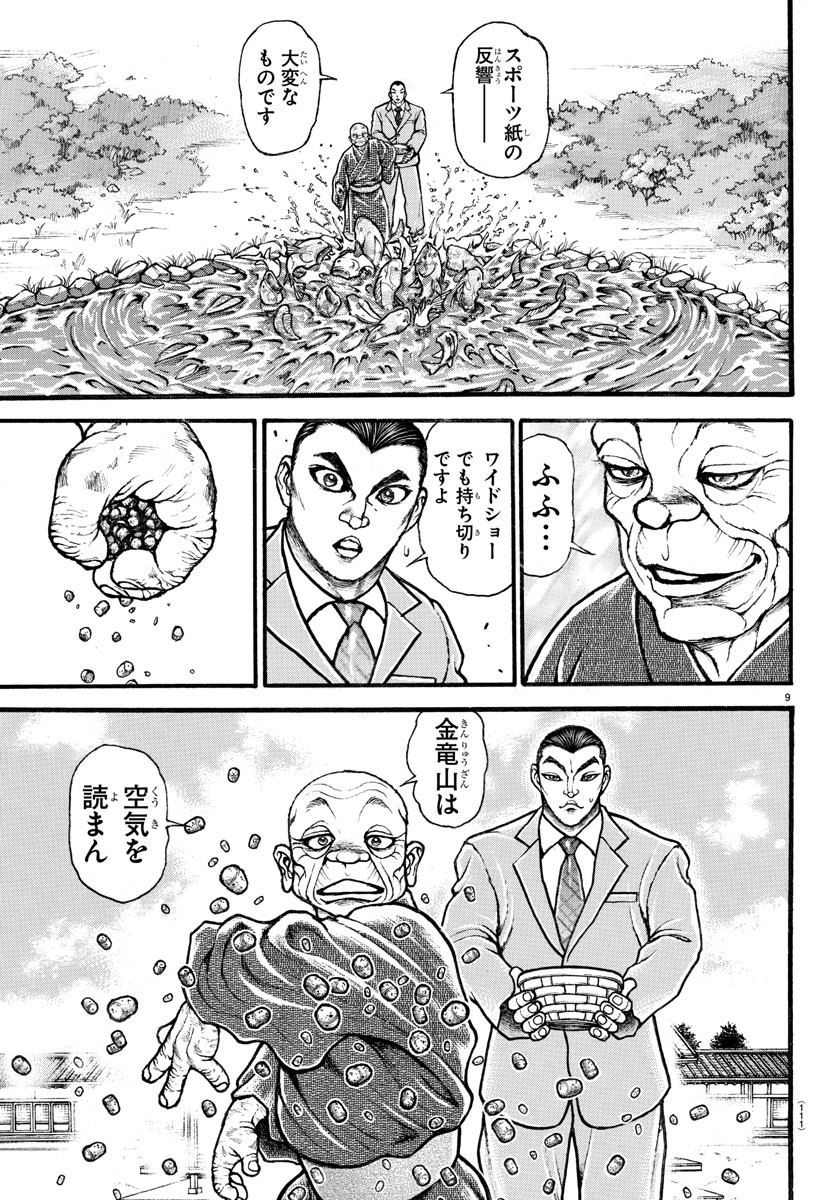 スポーツ紙の
反響――
大変な
ものです
ふふ…
ワイドショー
でも持ち切り
ですよ
9
金竜山は
空気を
読まん
(111)